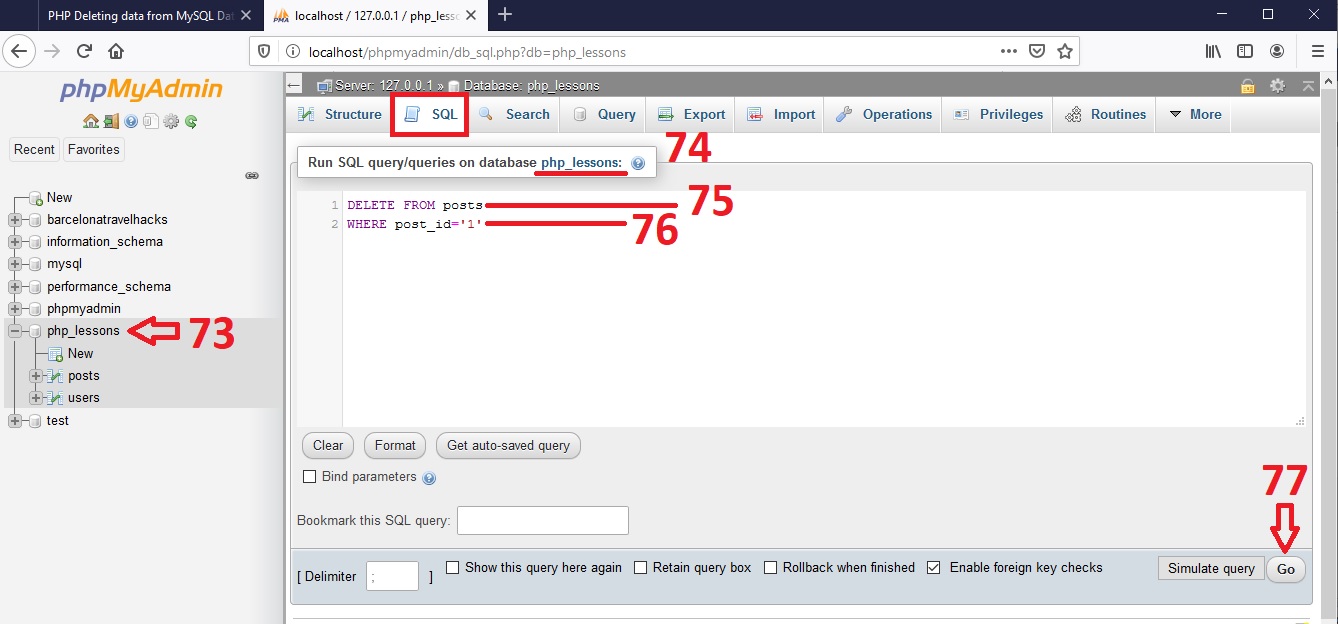 PHP Deleting data from MySQL Dat
localhost / 127.0.0.1 / php_less
localhost/phpmyadmin/db_sql.php?db=php_lessons
phpMyAdmin
Recent Favorites
New
barcelonatravelhacks
information_schema
mysql
performance_schema
phpmyadmin
php_lessons 73
New
posts
users
test
Server: 127.0.0.1 » Database: php_lessons
Structure SQL Search Query Export Import Operations Privileges Routines More
Run SQL query/queries on database php_lessons: 74
1 DELETE FROM posts 75
2 WHERE post_id='1' 76
Clear Format Get auto-saved query
Bind parameters
77
Bookmark this SQL query:
[ Delimiter ; ] Show this query here again Retain query box Rollback when finished Enable foreign key checks Simulate query Go